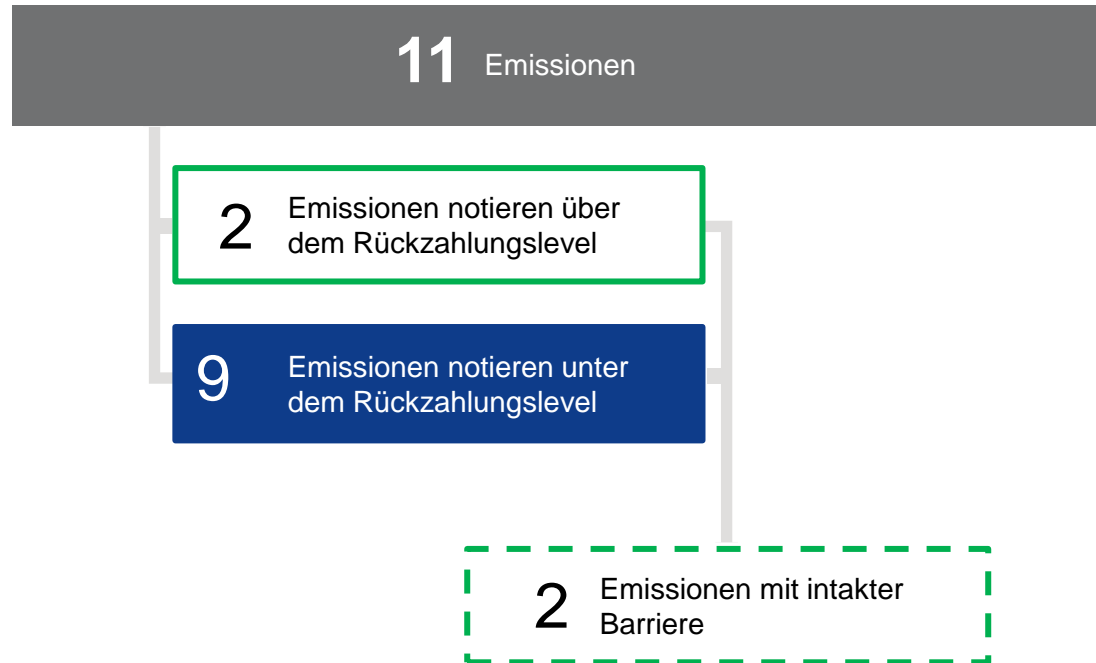 11 Emissionen
2 Emissionen notieren über
dem Rückzahlungslevel
9 Emissionen notieren unter
dem Rückzahlungslevel
2 Emissionen mit intakter
Barriere